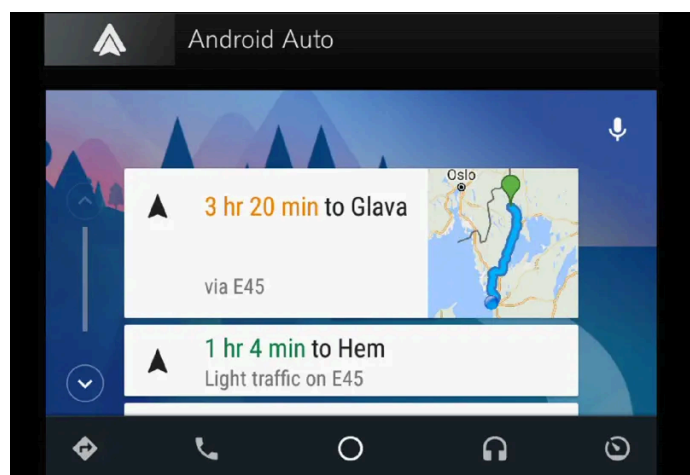 Android Auto
3 hr 20 min to Glava
via E45
Oslo
1 hr 4 min to Hem
Light traffic on E45